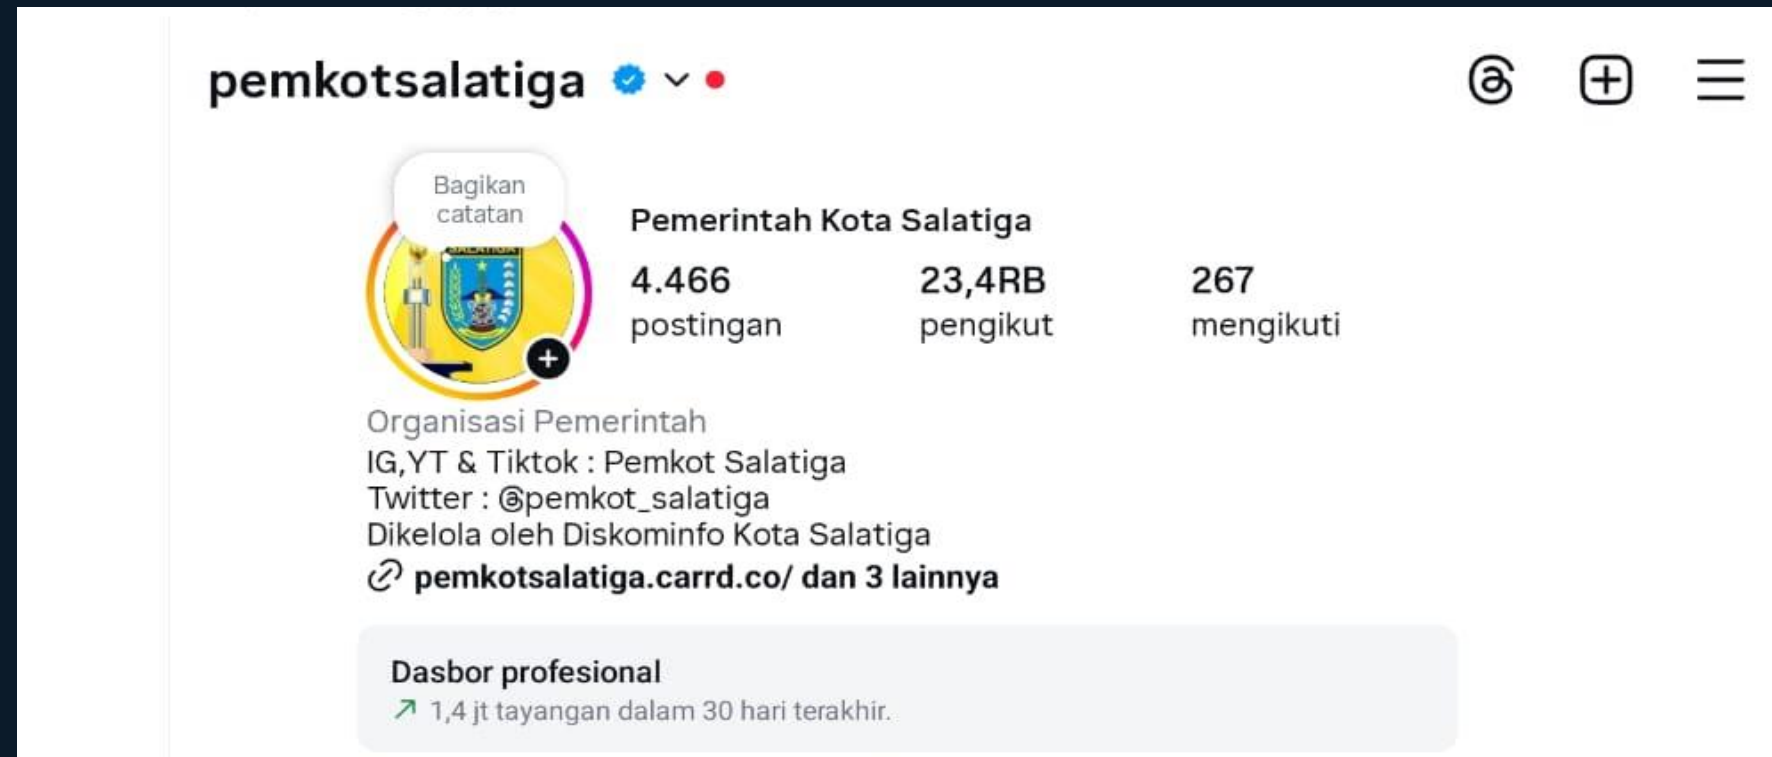 pemkotsalatiga
Bagikan
catatan
SALATIGA
Pemerintah Kota Salatiga
4.466 23,4RB 267
postingan pengikut mengikuti
Organisasi Pemerintah
IG,YT & Tiktok : Pemkot Salatiga
Twitter : @pemkot_salatiga
Dikelola oleh Diskominfo Kota Salatiga
pemkotsalatiga.carrd.co/ dan 3 lainnya
Dasbor profesional
1,4 jt tayangan dalam 30 hari terakhir.